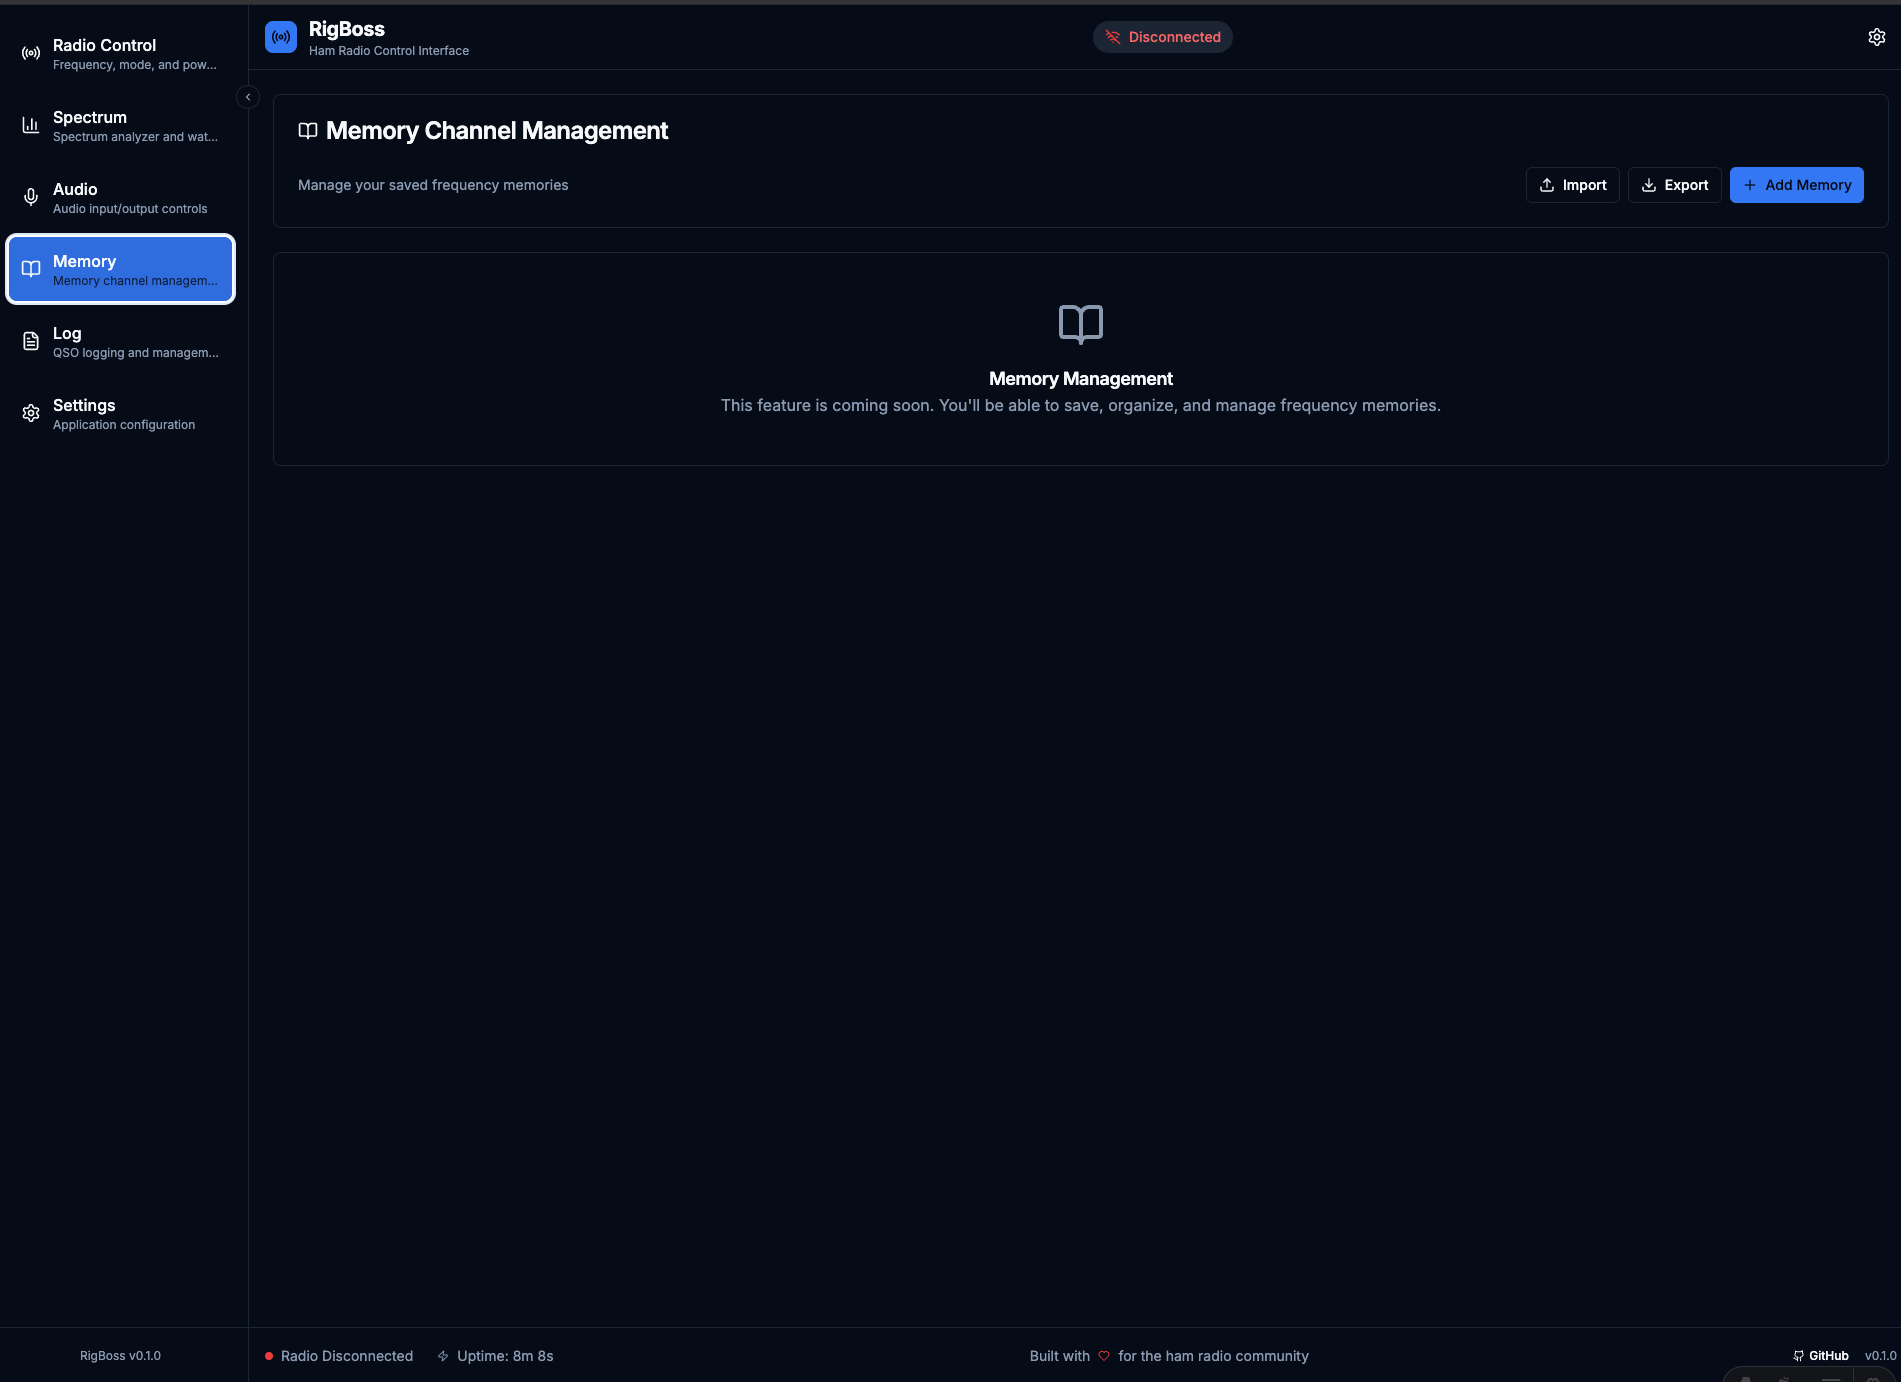 Radio Control
Frequency, mode, and pow...
Spectrum
Spectrum analyzer and wat...
Audio
Audio input/output controls
Memory
Memory channel managem...
Log
QSO logging and managem...
Settings
Application configuration
RigBoss v0.1.0
RigBoss
Ham Radio Control Interface
Disconnected
Memory Channel Management
Manage your saved frequency memories
Import
Export
Add Memory
Memory Management
This feature is coming soon. You'll be able to save, organize, and manage frequency memories.
Radio Disconnected
Uptime: 8m 8s
Built with
for the ham radio community
GitHub
v0.1.0